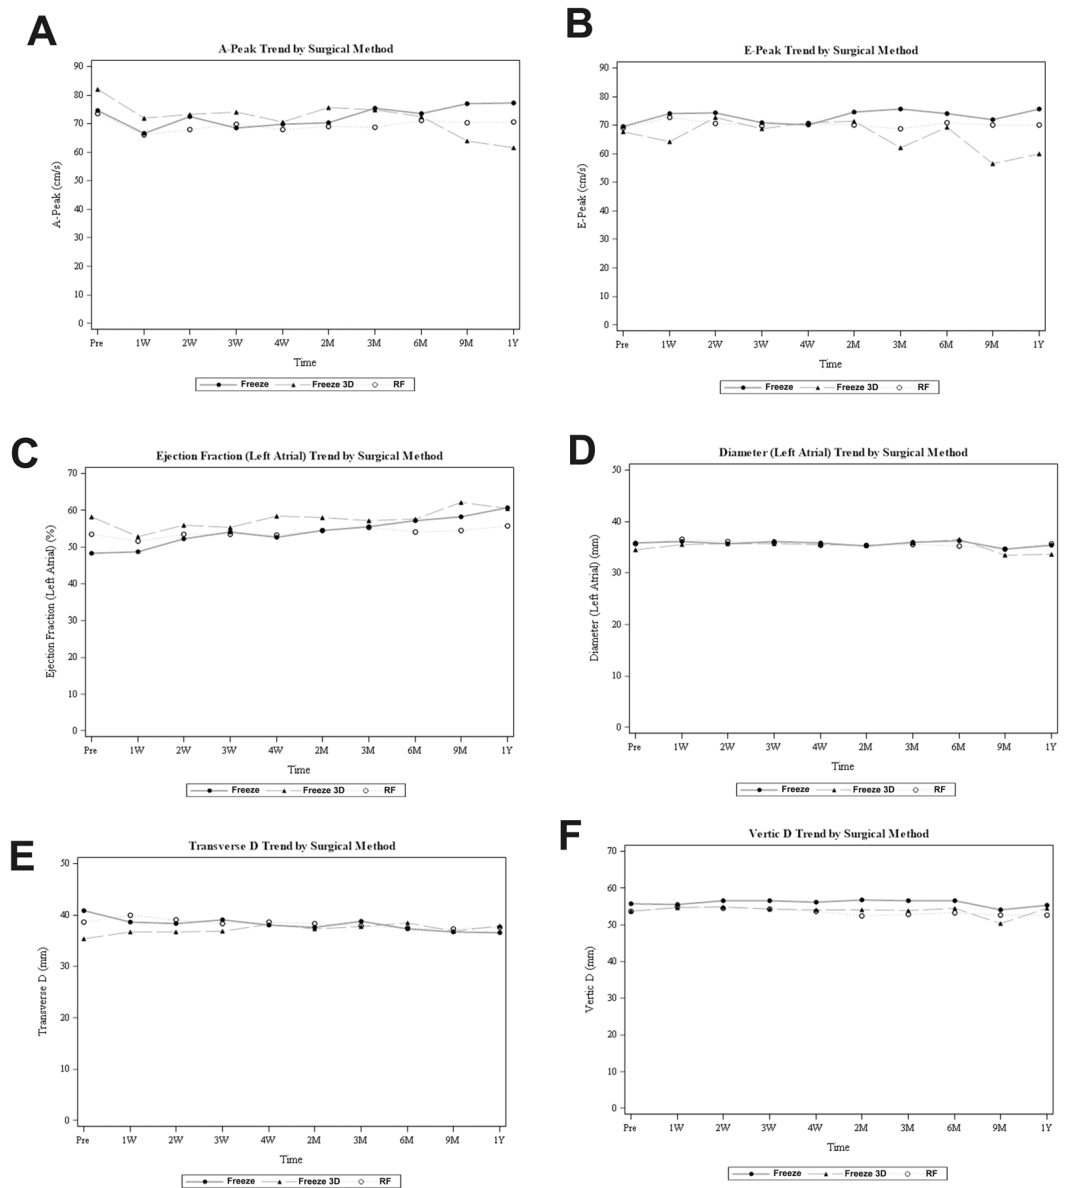 A
A-Peak Trend by Surgical Method
A-Peak (cm/s)
90
80
70
60
50
40
30
20
10
0
Pre 1W 2W 3W 4W 2M 3M 6M 9M 1Y
Time
Freeze Freeze 3D RF
B
E-Peak Trend by Surgical Method
E-Peak (cm/s)
90
80
70
60
50
40
30
20
10
0
Pre 1W 2W 3W 4W 2M 3M 6M 9M 1Y
Time
Freeze Freeze 3D RF
C
Ejection Fraction (Left Atrial) Trend by Surgical Method
Ejection Fraction (Left Atrial) (%)
70
60
50
40
30
20
10
0
Pre 1W 2W 3W 4W 2M 3M 6M 9M 1Y
Time
Freeze Freeze 3D RF
D
Diameter (Left Atrial) Trend by Surgical Method
Diameter (Left Atrial) (mm)
50
40
30
20
10
0
Pre 1W 2W 3W 4W 2M 3M 6M 9M 1Y
Time
Freeze Freeze 3D RF
E
Transverse D Trend by Surgical Method
Transverse D (mm)
50
40
30
20
10
0
Pre 1W 2W 3W 4W 2M 3M 6M 9M 1Y
Time
Freeze Freeze 3D RF
F
Vertic D Trend by Surgical Method
Vertic D (mm)
70
60
50
40
30
20
10
0
Pre 1W 2W 3W 4W 2M 3M 6M 9M 1Y
Time
Freeze Freeze 3D RF